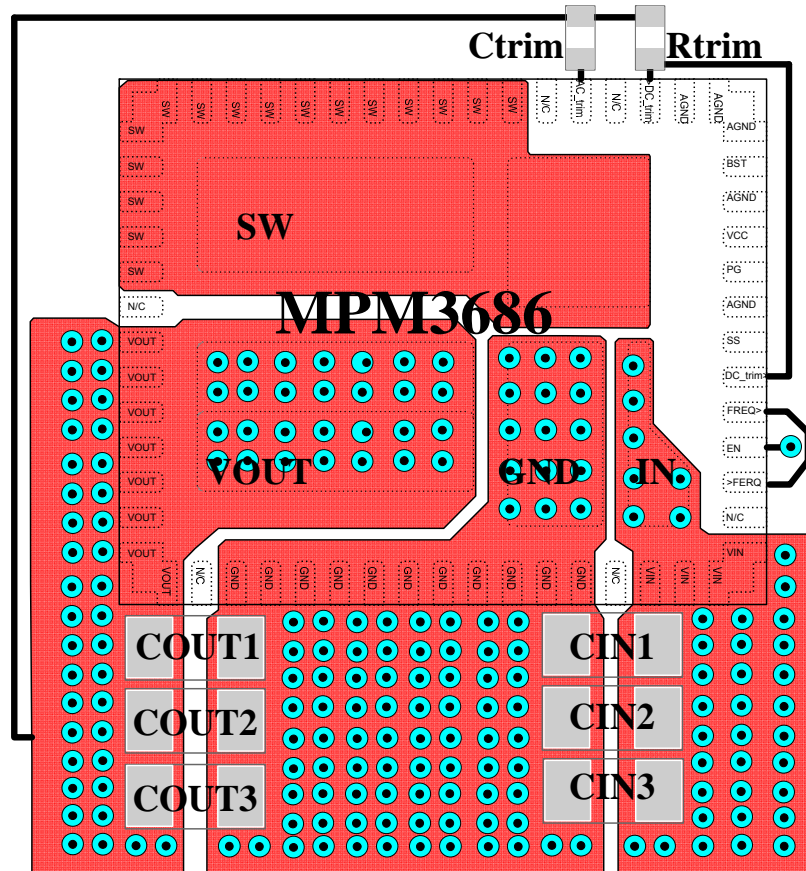 Ctrim Rtrim
SW SW SW SW SW SW SW SW SW SW SW N/C AC_trim N/C DC_trim AGND AGND
SW AGND
SW BST
SW AGND
SW
SW VCC
SW PG
N/C AGND
MPM3686
VOUT SS
VOUT DC_trim>
VOUT FREQ>
VOUT EN
VOUT GND IN
VOUT >FERQ
VOUT N/C
VOUT VIN
VOUT N/C GND GND GND GND GND GND GND GND GND GND GND N/C VIN VIN VIN
COUT1 CIN1
COUT2 CIN2
COUT3 CIN3